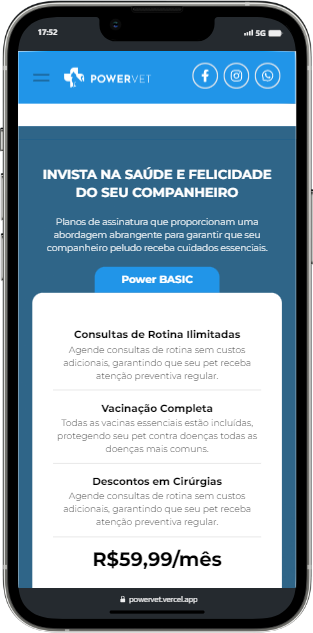 17:52
5G
POWERVET
INVISTA NA SAÚDE E FELICIDADE
DO SEU COMPANHEIRO
Planos de assinatura que proporcionam uma
abordagem abrangente para garantir que seu
companheiro peludo receba cuidados essenciais.
Power BASIC
Consultas de Rotina Ilimitadas
Agende consultas de rotina sem custos
adicionais, garantindo que seu pet receba
atenção preventiva regular.
Vacinação Completa
Todas as vacinas essenciais estão incluídas,
protegendo seu pet contra doenças todas as
doenças mais comuns.
Descontos em Cirúrgias
Agende consultas de rotina sem custos
adicionais, garantindo que seu pet receba
atenção preventiva regular.
R$59,99/mês
powervet.vercel.app